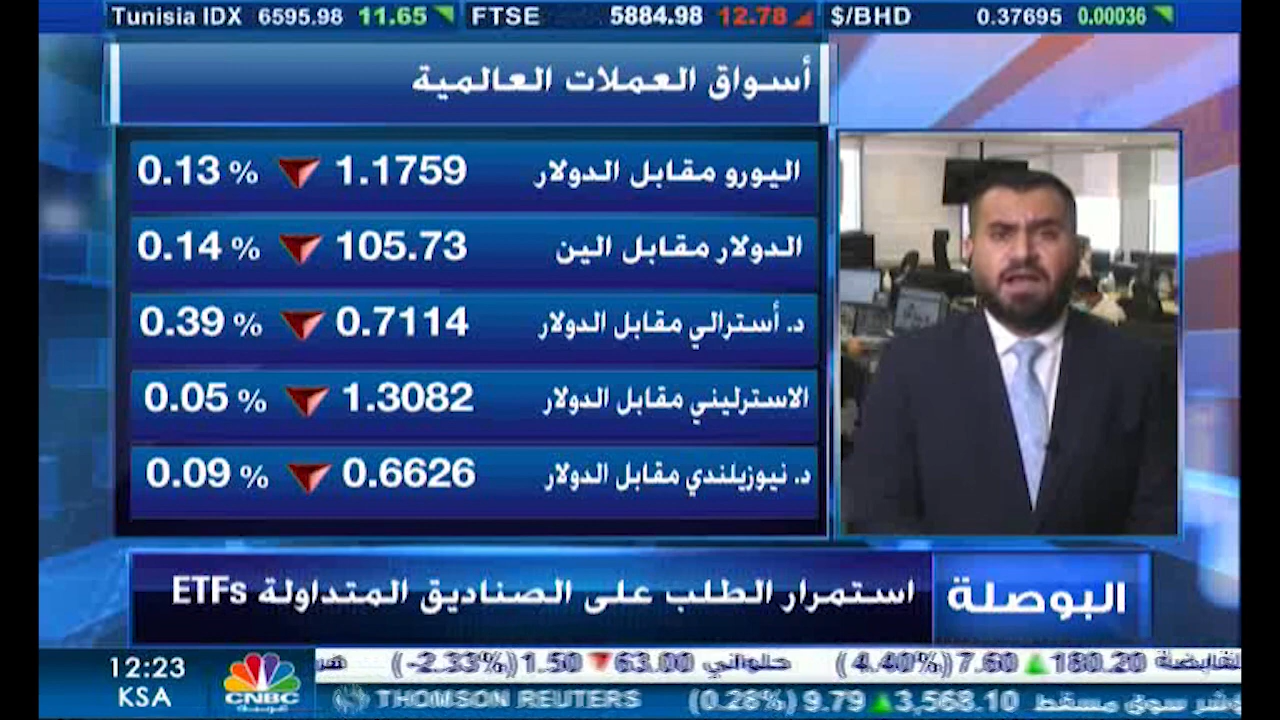 Tunisia IDX 6595.98 11.65 FTSE 5884.98 12.78 $/BHD 0.37695 0.00036
أسواق العملات العالمية
اليورو مقابل الدولار 1.1759 0.13 %
الدولار مقابل الين 105.73 0.14 %
د. أسترالي مقابل الدولار 0.7114 0.39 %
الاسترليني مقابل الدولار 1.3082 0.05 %
د. نيوزيلندي مقابل الدولار 0.6626 0.09 %
البوصلة استمرار الطلب على الصناديق المتداولة ETFs
القابضة 180.20 7.60 (4.40%) حلواني 63.00 1.50 (-2.33%)
سوق مسقط 3,568.10 9.79 (0.28%) THOMSON REUTERS
12:23
KSA
CNBC
عربية